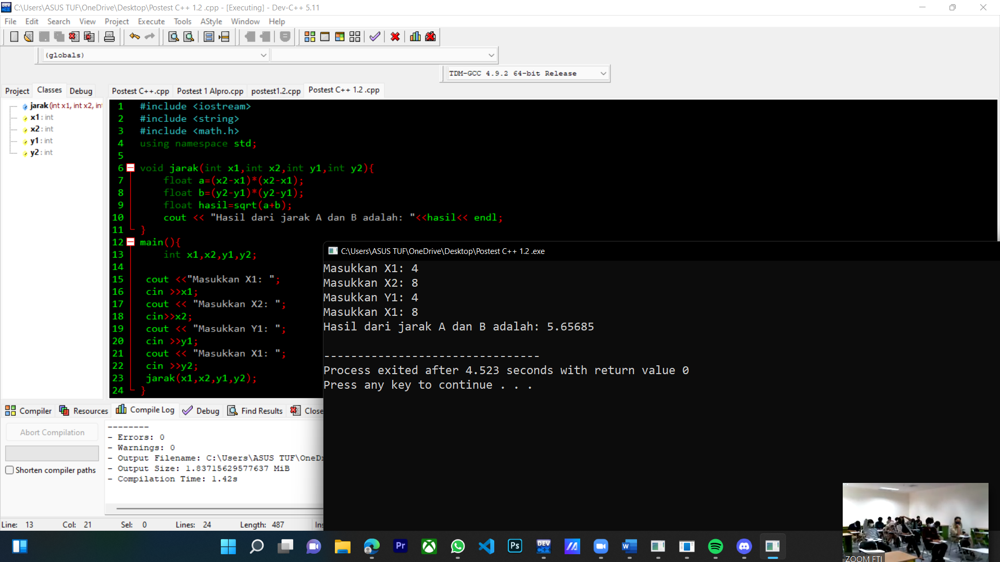 C:\Users\ASUS TUF\OneDrive\Desktop\Postest C++ 1.2 .cpp - [Executing] - Dev-C++ 5.11
File Edit Search View Project Execute Tools AStyle Window Help
(globals)
TDM-GCC 4.9.2 64-bit Release
Project Classes Debug
Postest C++.cpp Postest 1 Alpro.cpp postest1.2.cpp Postest C++ 1.2 .cpp
jarak (int x1, int x2, in
x1 : int
x2 : int
y1 : int
y2 : int
1 #include <iostream>
2 #include <string>
3 #include <math.h>
4 using namespace std;
5
6 void jarak(int x1,int x2,int y1,int y2){
7 float a=(x2-x1)*(x2-x1);
8 float b=(y2-y1)*(y2-y1);
9 float hasil=sqrt(a+b);
10 cout << "Hasil dari jarak A dan B adalah: "<<hasil<< endl;
11 }
12 main(){
13 int x1,x2,y1,y2;
14
15 cout <<"Masukkan X1: ";
16 cin >>x1;
17 cout << "Masukkan X2: ";
18 cin>>x2;
19 cout << "Masukkan Y1: ";
20 cin >>y1;
21 cout << "Masukkan X1: ";
22 cin >>y2;
23 jarak(x1,x2,y1,y2);
24 }
C:\Users\ASUS TUF\OneDrive\Desktop\Postest C++ 1.2 .exe
Masukkan X1: 4
Masukkan X2: 8
Masukkan Y1: 4
Masukkan X1: 8
Hasil dari jarak A dan B adalah: 5.65685
--------------------------------
Process exited after 4.523 seconds with return value 0
Press any key to continue . . .
Compiler Resources Compile Log Debug Find Results Close
Abort Compilation
Shorten compiler paths
--------
- Errors: 0
- Warnings: 0
- Output Filename: C:\Users\ASUS TUF\OneD
- Output Size: 1.83715629577637 MiB
- Compilation Time: 1.42s
Line: 13 Col: 21 Sel: 0 Lines: 24 Length: 487 Ins
Pr
Ps
DEV
W
ZOOM FTI